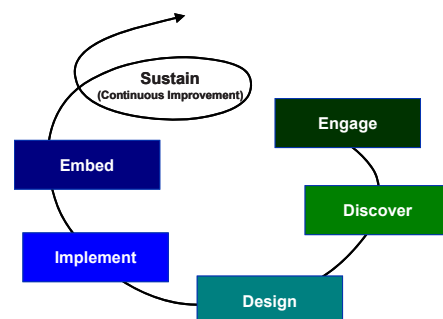 Sustain
(Continuous Improvement)
Engage
Embed
Discover
Implement
Design